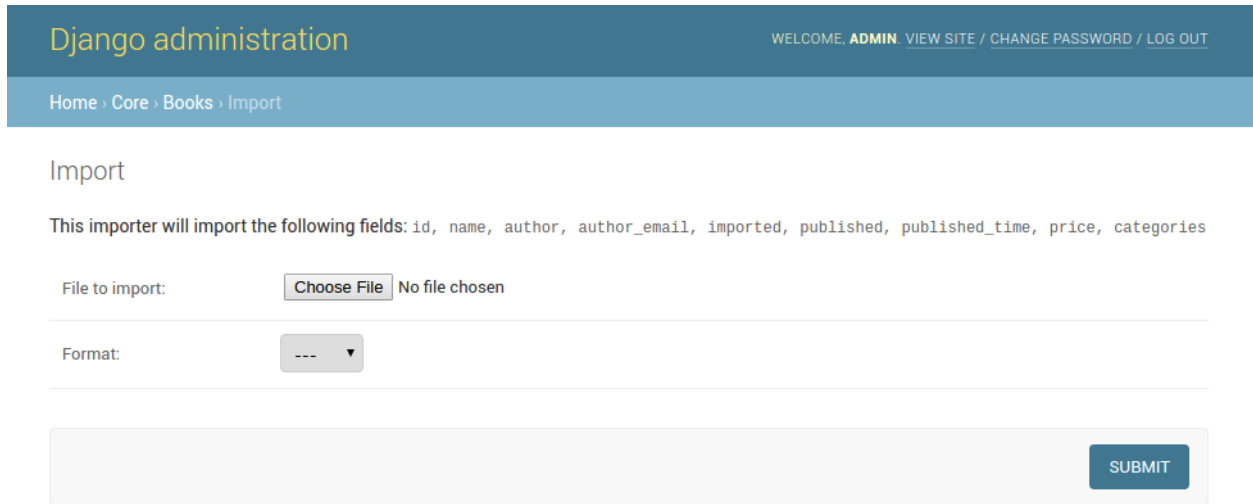 Django administration
WELCOME, ADMIN. VIEW SITE / CHANGE PASSWORD / LOG OUT
Home › Core › Books › Import
Import
This importer will import the following fields: id, name, author, author_email, imported, published, published_time, price, categories
File to import: Choose File No file chosen
Format: --- ▼
SUBMIT